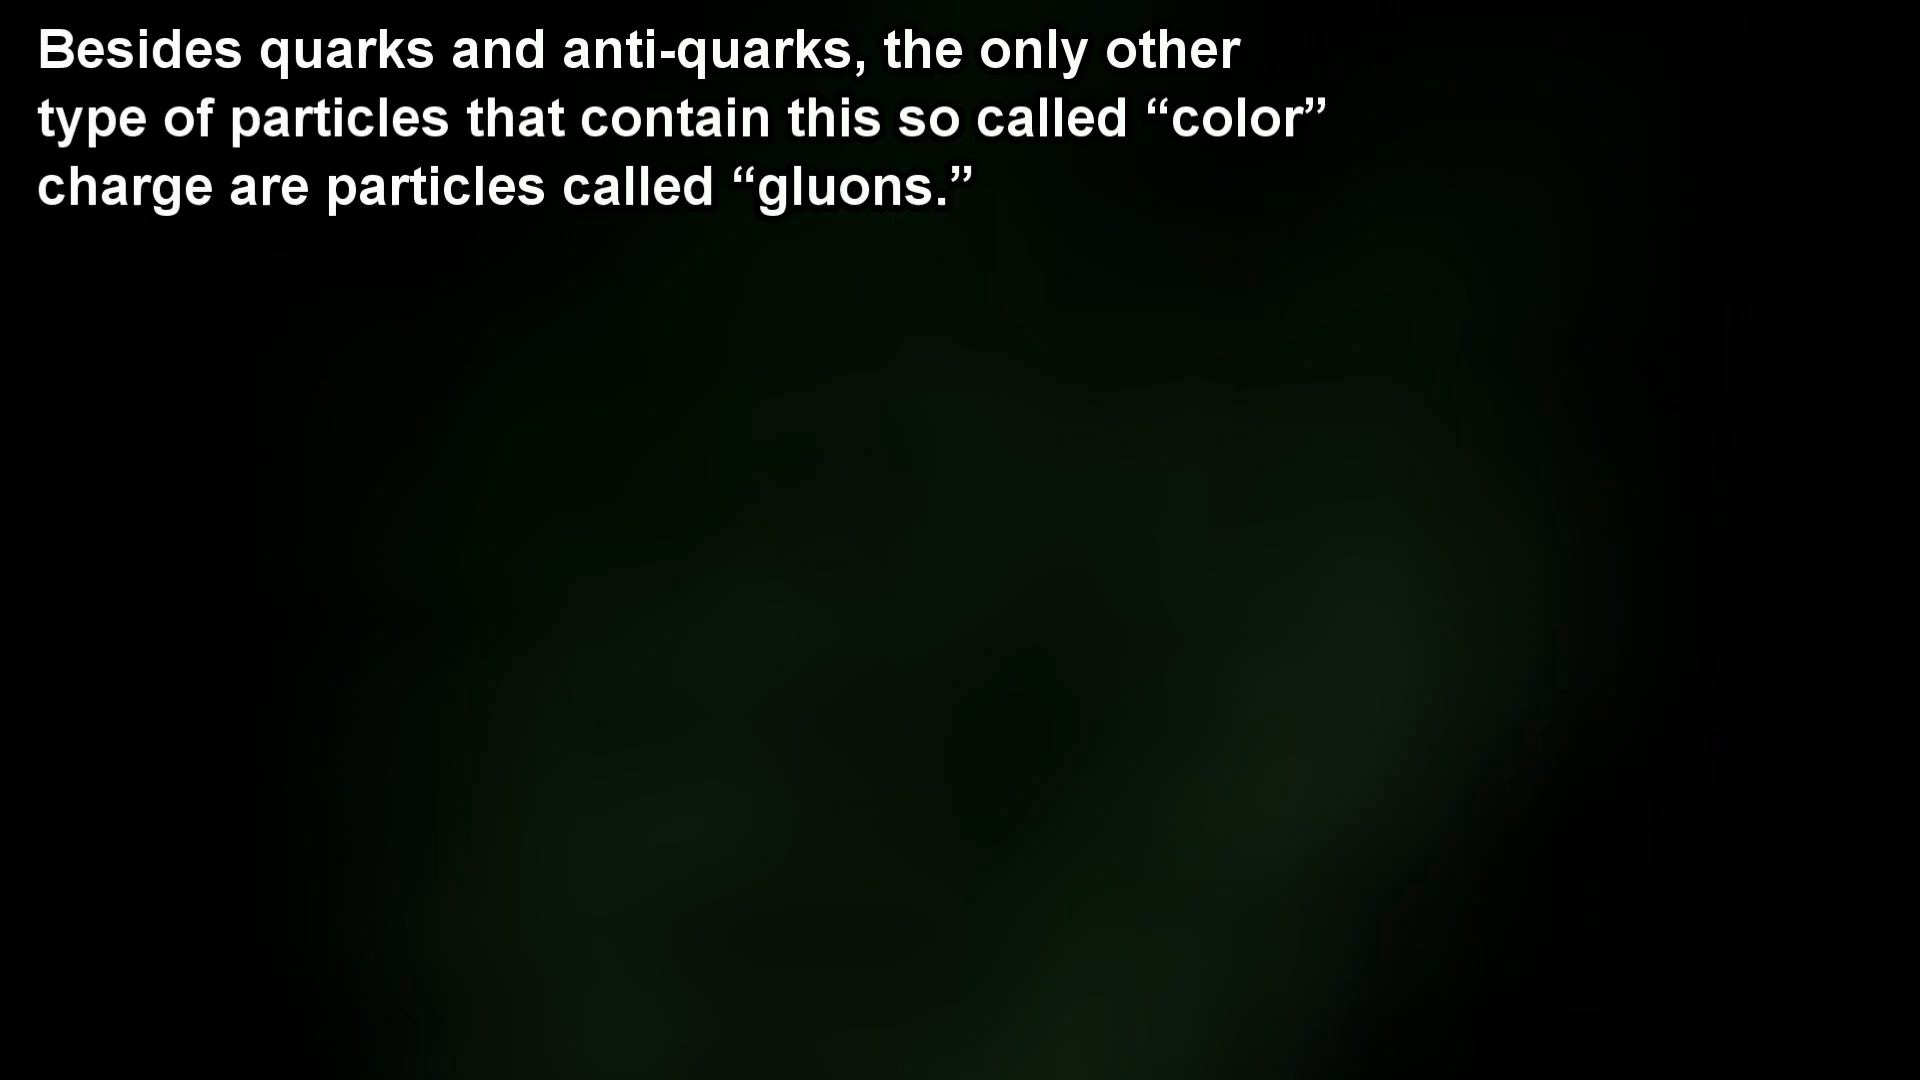 Besides quarks and anti-quarks, the only other
type of particles that contain this so called “color”
charge are particles called “gluons.”